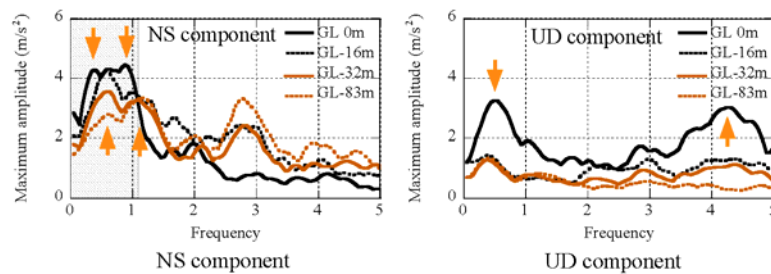 Maximum amplitude (m/s²)
6
4
2
0
NS component
GL 0m
GL-16m
GL-32m
GL-83m
0 1 2 3 4 5
Frequency
NS component
Maximum amplitude (m/s²)
6
4
2
0
UD component
GL 0m
GL-16m
GL-32m
GL-83m
0 1 2 3 4 5
Frequency
UD component